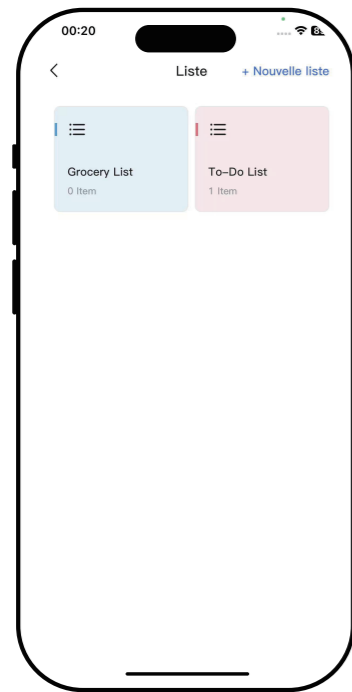 00:20
Liste
+ Nouvelle liste
Grocery List
0 Item
To-Do List
1 Item